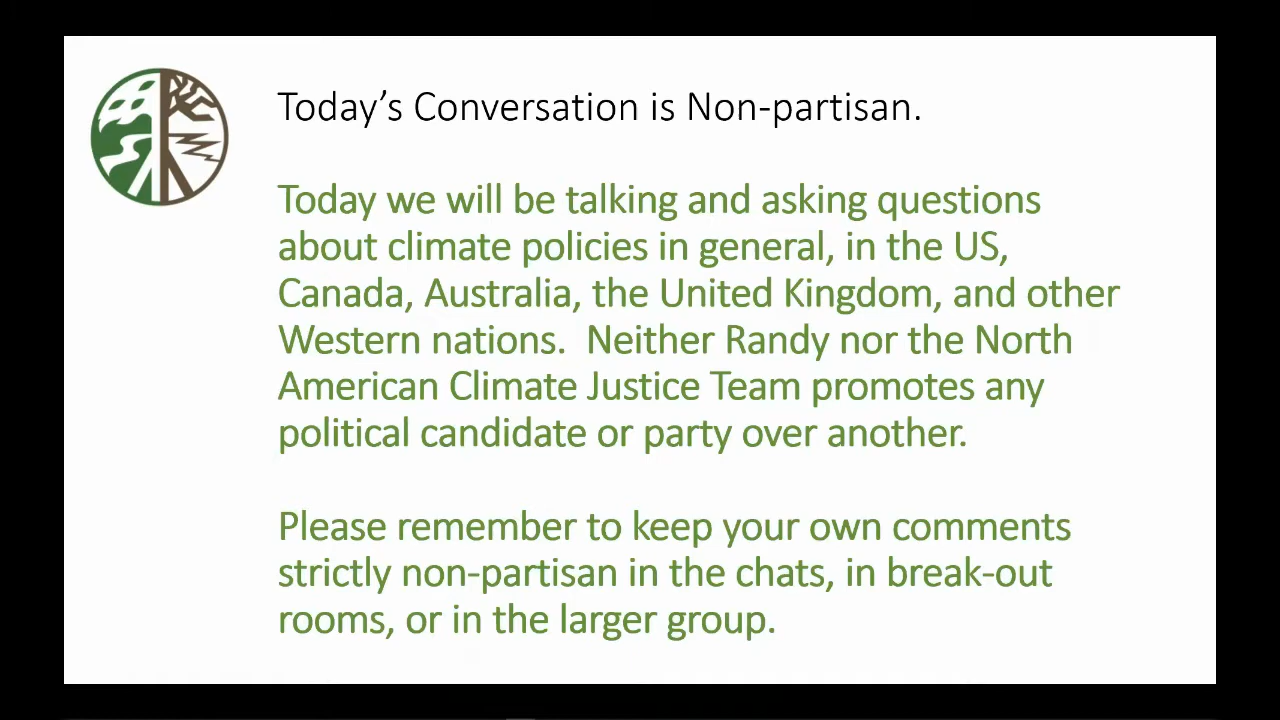 Today’s Conversation is Non-partisan.
Today we will be talking and asking questions
about climate policies in general, in the US,
Canada, Australia, the United Kingdom, and other
Western nations.  Neither Randy nor the North
American Climate Justice Team promotes any
political candidate or party over another.
Please remember to keep your own comments
strictly non-partisan in the chats, in break-out
rooms, or in the larger group.